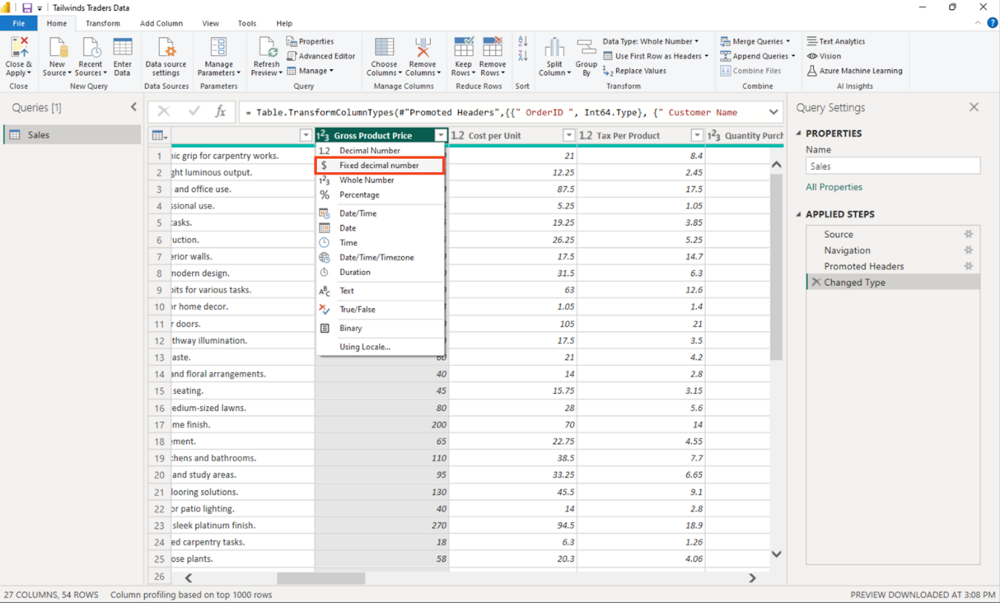 Tailwinds Traders Data
File Home Transform Add Column View Tools Help
Close & Apply
Close
New Source
Recent Sources
Enter Data
New Query
Data source settings
Data Sources
Manage Parameters
Parameters
Refresh Preview
Properties
Advanced Editor
Manage
Query
Choose Columns
Remove Columns
Manage Columns
Keep Rows
Remove Rows
Reduce Rows
Sort
Split Column
Group By
Data Type: Whole Number
Use First Row as Headers
Replace Values
Transform
Merge Queries
Append Queries
Combine Files
Combine
Text Analytics
Vision
Azure Machine Learning
AI Insights
Queries [1]
Sales
fx = Table.TransformColumnTypes(#"Promoted Headers",{{" OrderID ", Int64.Type}, {" Customer Name
Gross Product Price 1.2 Cost per Unit 1.2 Tax Per Product 123 Quantity Purch
1.2 Decimal Number
$ Fixed decimal number
123 Whole Number
% Percentage
Date/Time
Date
Time
Date/Time/Timezone
Duration
ABC Text
True/False
Binary
Using Locale...
1 nic grip for carpentry works. 21 8.4
2 ght luminous output. 12.25 2.45
3 and office use. 87.5 17.5
4 ssional use. 5.25 1.05
5 tasks. 19.25 3.85
6 ruction. 26.25 5.25
7 erior walls. 17.5 14.7
8 modern design. 31.5 6.3
9 bits for various tasks. 63 12.6
10 or home decor. 1.05 1.4
11 r doors. 105 21
12 thway illumination. 17.5 3.5
13 aste. 60 21 4.2
14 and floral arrangements. 40 14 2.8
15 seating. 45 15.75 3.15
16 edium-sized lawns. 80 28 5.6
17 me finish. 200 70 14
18 ement. 65 22.75 4.55
19 chens and bathrooms. 110 38.5 7.7
20 and study areas. 95 33.25 6.65
21 looring solutions. 130 45.5 9.1
22 or patio lighting. 40 14 2.8
23 sleek platinum finish. 270 94.5 18.9
24 ed carpentry tasks. 18 6.3 1.26
25 ose plants. 58 20.3 4.06
26
Query Settings
PROPERTIES
Name
Sales
All Properties
APPLIED STEPS
Source
Navigation
Promoted Headers
Changed Type
27 COLUMNS, 54 ROWS Column profiling based on top 1000 rows
PREVIEW DOWNLOADED AT 3:08 PM